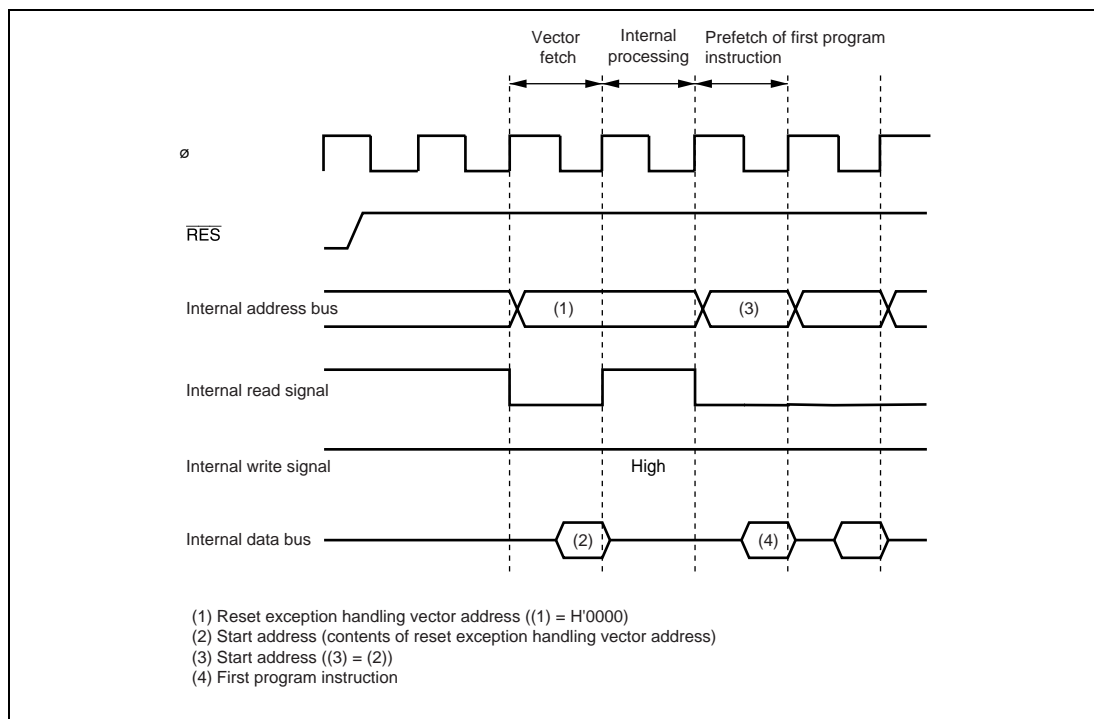 Vector
fetch
Internal
processing
Prefetch of first program
instruction
ø
RES
Internal address bus
(1)
(3)
Internal read signal
Internal write signal
High
Internal data bus
(2)
(4)
(1) Reset exception handling vector address ((1) = H'0000)
(2) Start address (contents of reset exception handling vector address)
(3) Start address ((3) = (2))
(4) First program instruction